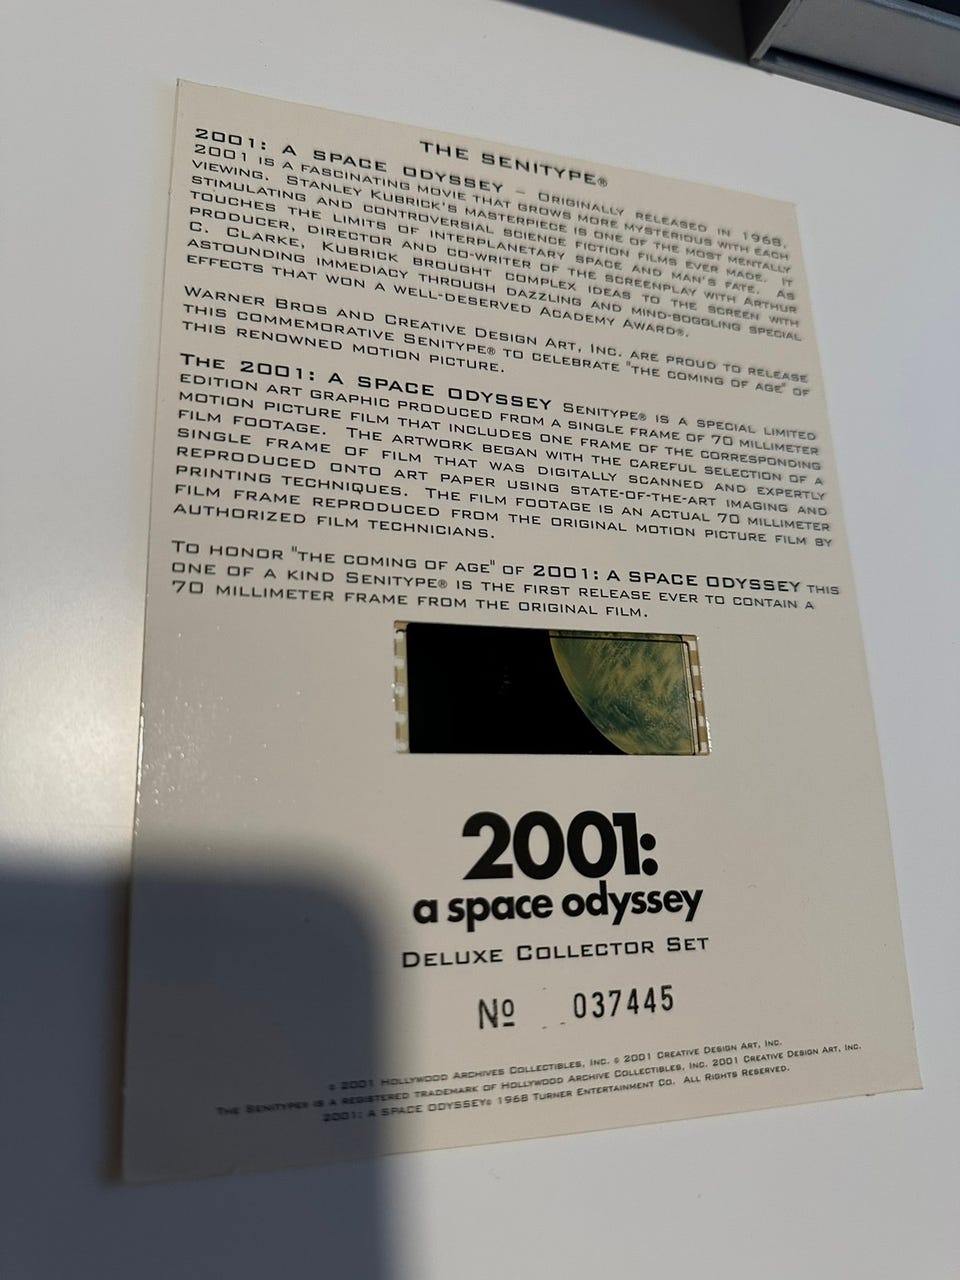 THE SENITYPE®
2001: A SPACE ODYSSEY – ORIGINALLY RELEASED IN 1968.
2001 IS A FASCINATING MOVIE THAT GROWS MORE MYSTERIOUS WITH EACH
VIEWING. STANLEY KUBRICK'S MASTERPIECE IS ONE OF THE MOST MENTALLY
STIMULATING AND CONTROVERSIAL SCIENCE FICTION FILMS EVER MADE. IT
TOUCHES THE LIMITS OF INTERPLANETARY SPACE AND MAN'S FATE. AS
PRODUCER, DIRECTOR AND CO-WRITER OF THE SCREENPLAY WITH ARTHUR
C. CLARKE, KUBRICK BROUGHT COMPLEX IDEAS TO THE SCREEN WITH
ASTOUNDING IMMEDIACY THROUGH DAZZLING AND MIND-BOGGLING SPECIAL
EFFECTS THAT WON A WELL-DESERVED ACADEMY AWARD®.
WARNER BROS AND CREATIVE DESIGN ART, INC. ARE PROUD TO RELEASE
THIS COMMEMORATIVE SENITYPE® TO CELEBRATE "THE COMING OF AGE" OF
THIS RENOWNED MOTION PICTURE.
THE 2001: A SPACE ODYSSEY SENITYPE® IS A SPECIAL LIMITED
EDITION ART GRAPHIC PRODUCED FROM A SINGLE FRAME OF 70 MILLIMETER
MOTION PICTURE FILM THAT INCLUDES ONE FRAME OF THE CORRESPONDING
FILM FOOTAGE. THE ARTWORK BEGAN WITH THE CAREFUL SELECTION OF A
SINGLE FRAME OF FILM THAT WAS DIGITALLY SCANNED AND EXPERTLY
REPRODUCED ONTO ART PAPER USING STATE-OF-THE-ART IMAGING AND
PRINTING TECHNIQUES. THE FILM FOOTAGE IS AN ACTUAL 70 MILLIMETER
FILM FRAME REPRODUCED FROM THE ORIGINAL MOTION PICTURE FILM BY
AUTHORIZED FILM TECHNICIANS.
TO HONOR "THE COMING OF AGE" OF 2001: A SPACE ODYSSEY THIS
ONE OF A KIND SENITYPE® IS THE FIRST RELEASE EVER TO CONTAIN A
70 MILLIMETER FRAME FROM THE ORIGINAL FILM.
2001:
a space odyssey
DELUXE COLLECTOR SET
Nº 037445
© 2001 HOLLYWOOD ARCHIVES COLLECTIBLES, INC. © 2001 CREATIVE DESIGN ART, INC.
THE SENITYPE® IS A REGISTERED TRADEMARK OF HOLLYWOOD ARCHIVE COLLECTIBLES, INC. 2001 CREATIVE DESIGN ART, INC.
2001: A SPACE ODYSSEY© 1968 TURNER ENTERTAINMENT CO. ALL RIGHTS RESERVED.